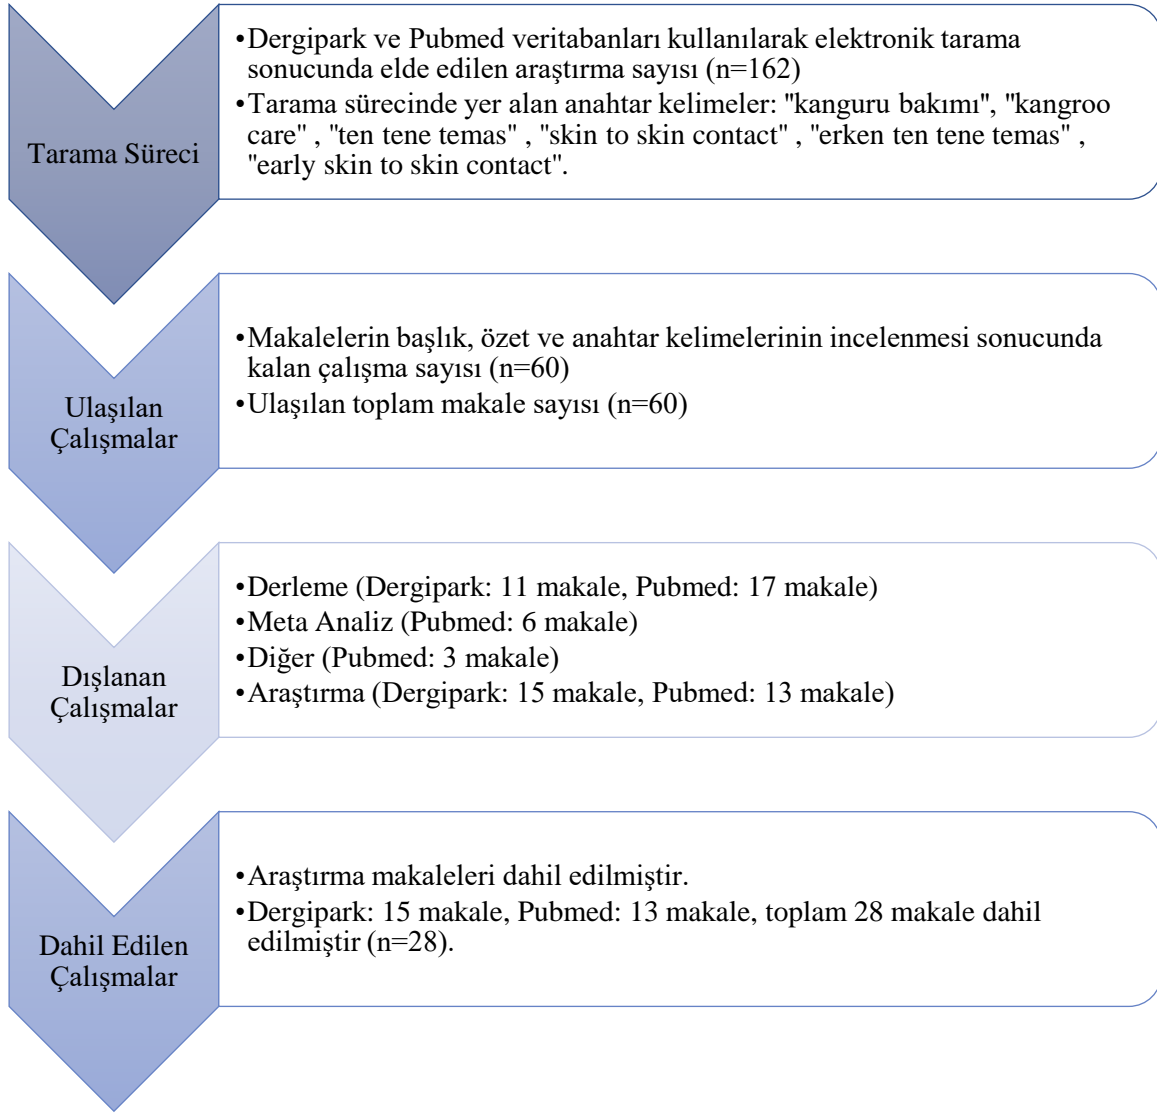 Tarama Süreci
•Dergipark ve Pubmed veritabanları kullanılarak elektronik tarama
sonucunda elde edilen araştırma sayısı (n=162)
•Tarama sürecinde yer alan anahtar kelimeler: "kanguru bakımı", "kangroo
care" , "ten tene temas" , "skin to skin contact" , "erken ten tene temas" ,
"early skin to skin contact".
Ulaşılan
Çalışmalar
•Makalelerin başlık, özet ve anahtar kelimelerinin incelenmesi sonucunda
kalan çalışma sayısı (n=60)
•Ulaşılan toplam makale sayısı (n=60)
Dışlanan
Çalışmalar
•Derleme (Dergipark: 11 makale, Pubmed: 17 makale)
•Meta Analiz (Pubmed: 6 makale)
•Diğer (Pubmed: 3 makale)
•Araştırma (Dergipark: 15 makale, Pubmed: 13 makale)
Dahil Edilen
Çalışmalar
•Araştırma makaleleri dahil edilmiştir.
•Dergipark: 15 makale, Pubmed: 13 makale, toplam 28 makale dahil
edilmiştir (n=28).